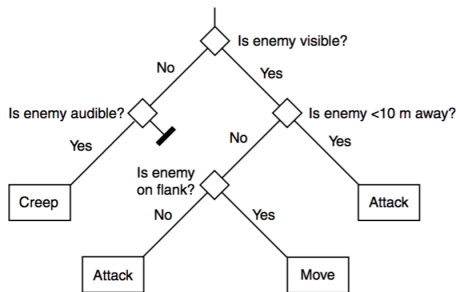 Is enemy visible?
No
Yes
Is enemy audible?
Is enemy <10 m away?
Yes
No
Yes
Is enemy
on flank?
Creep
No
Yes
Attack
Attack
Move